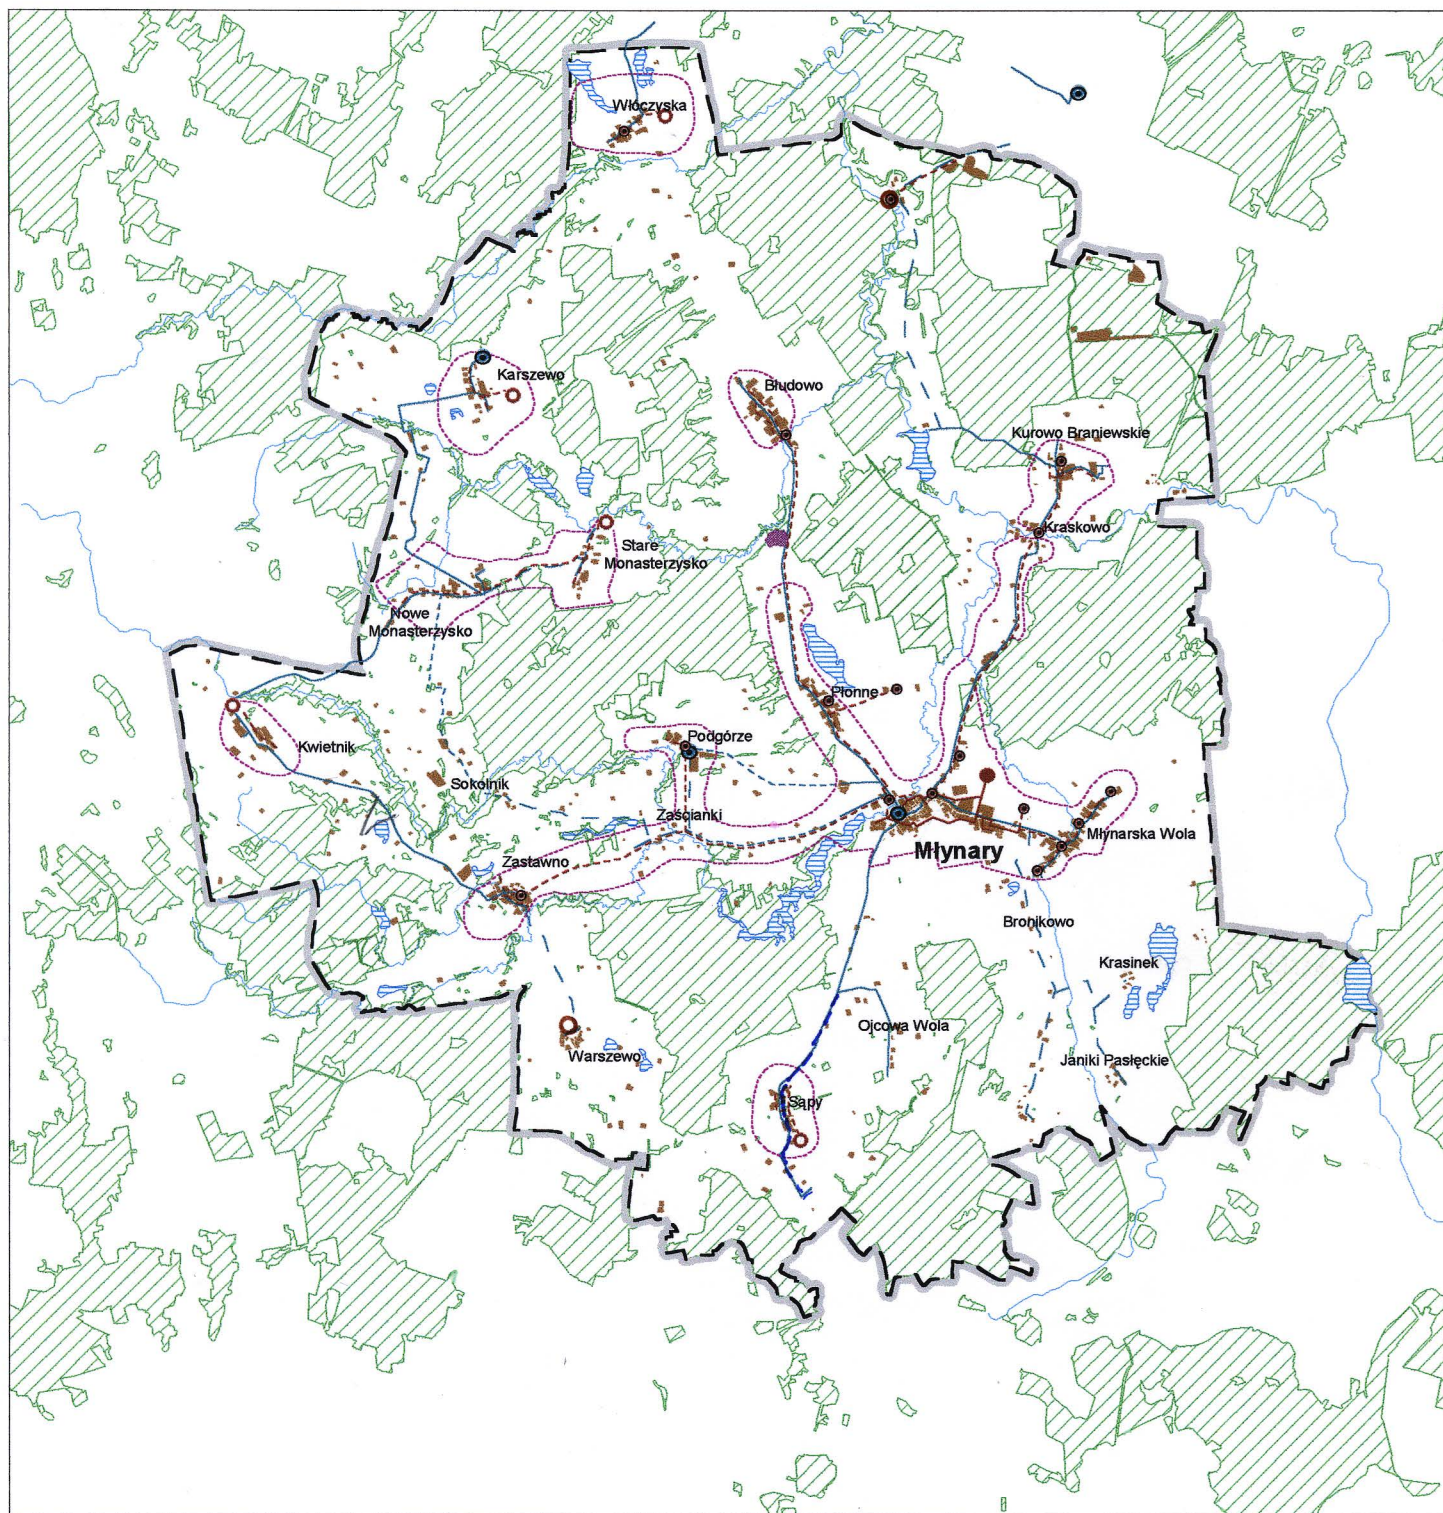 Włóczyska
Karszewo
Błudowo
Kurowo Braniewskie
Kraskowo
Stare
Monasterzysko
Nowe
Monasterzysko
Płonne
Podgórze
Kwietnik
Sokolnik
Zaścianki
Młynarska Wola
Młynary
Zastawno
Bronikowo
Krasinek
Ojcowa Wola
Warszewo
Janiki Pasłęckie
Sąpy